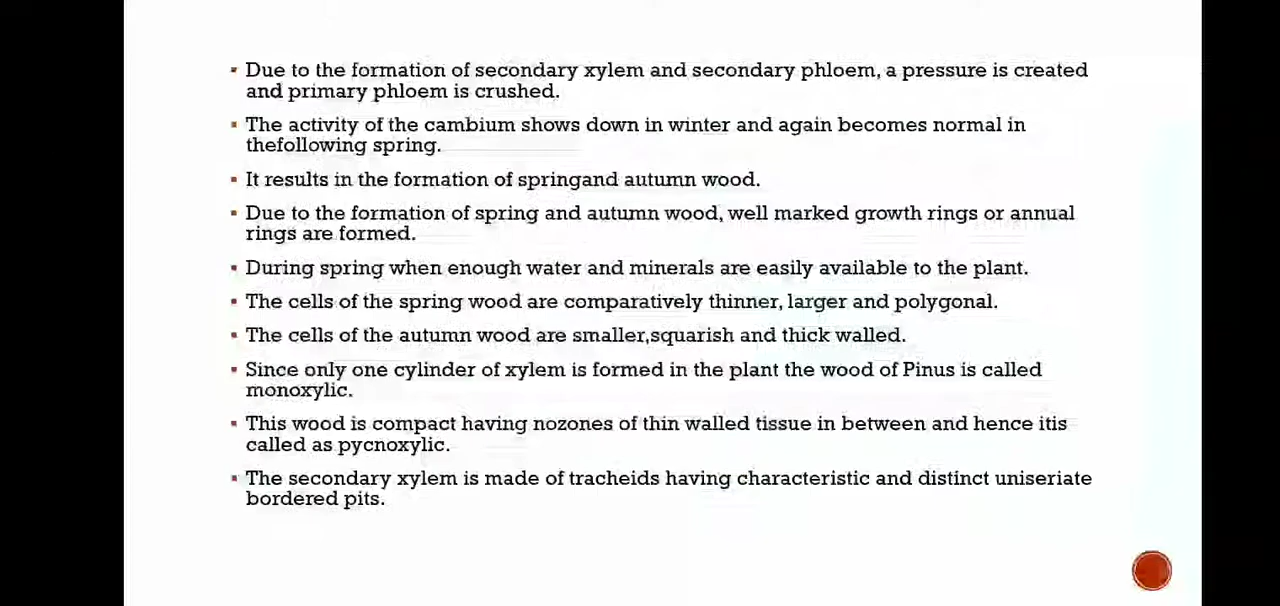 ▪ Due to the formation of secondary xylem and secondary phloem, a pressure is created
and primary phloem is crushed.
▪ The activity of the cambium shows down in winter and again becomes normal in
thefollowing spring.
▪ It results in the formation of springand autumn wood.
▪ Due to the formation of spring and autumn wood, well marked growth rings or annual
rings are formed.
▪ During spring when enough water and minerals are easily available to the plant.
▪ The cells of the spring wood are comparatively thinner, larger and polygonal.
▪ The cells of the autumn wood are smaller,squarish and thick walled.
▪ Since only one cylinder of xylem is formed in the plant the wood of Pinus is called
monoxylic.
▪ This wood is compact having nozones of thin walled tissue in between and hence itis
called as pycnoxylic.
▪ The secondary xylem is made of tracheids having characteristic and distinct uniseriate
bordered pits.